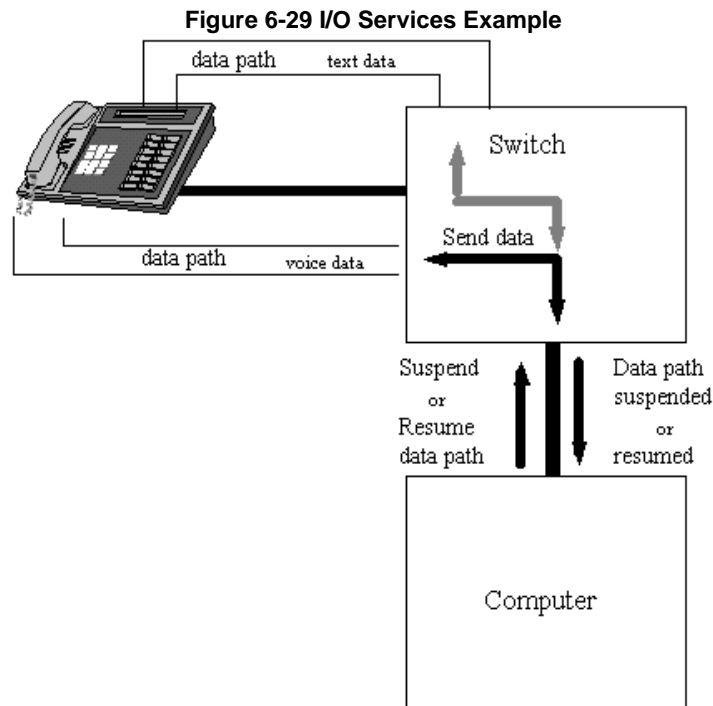 Figure 6-29 I/O Services Example
data path text data
Switch
Send data
data path voice data
Suspend
or
Resume
data path
Data path
suspended
or
resumed
Computer